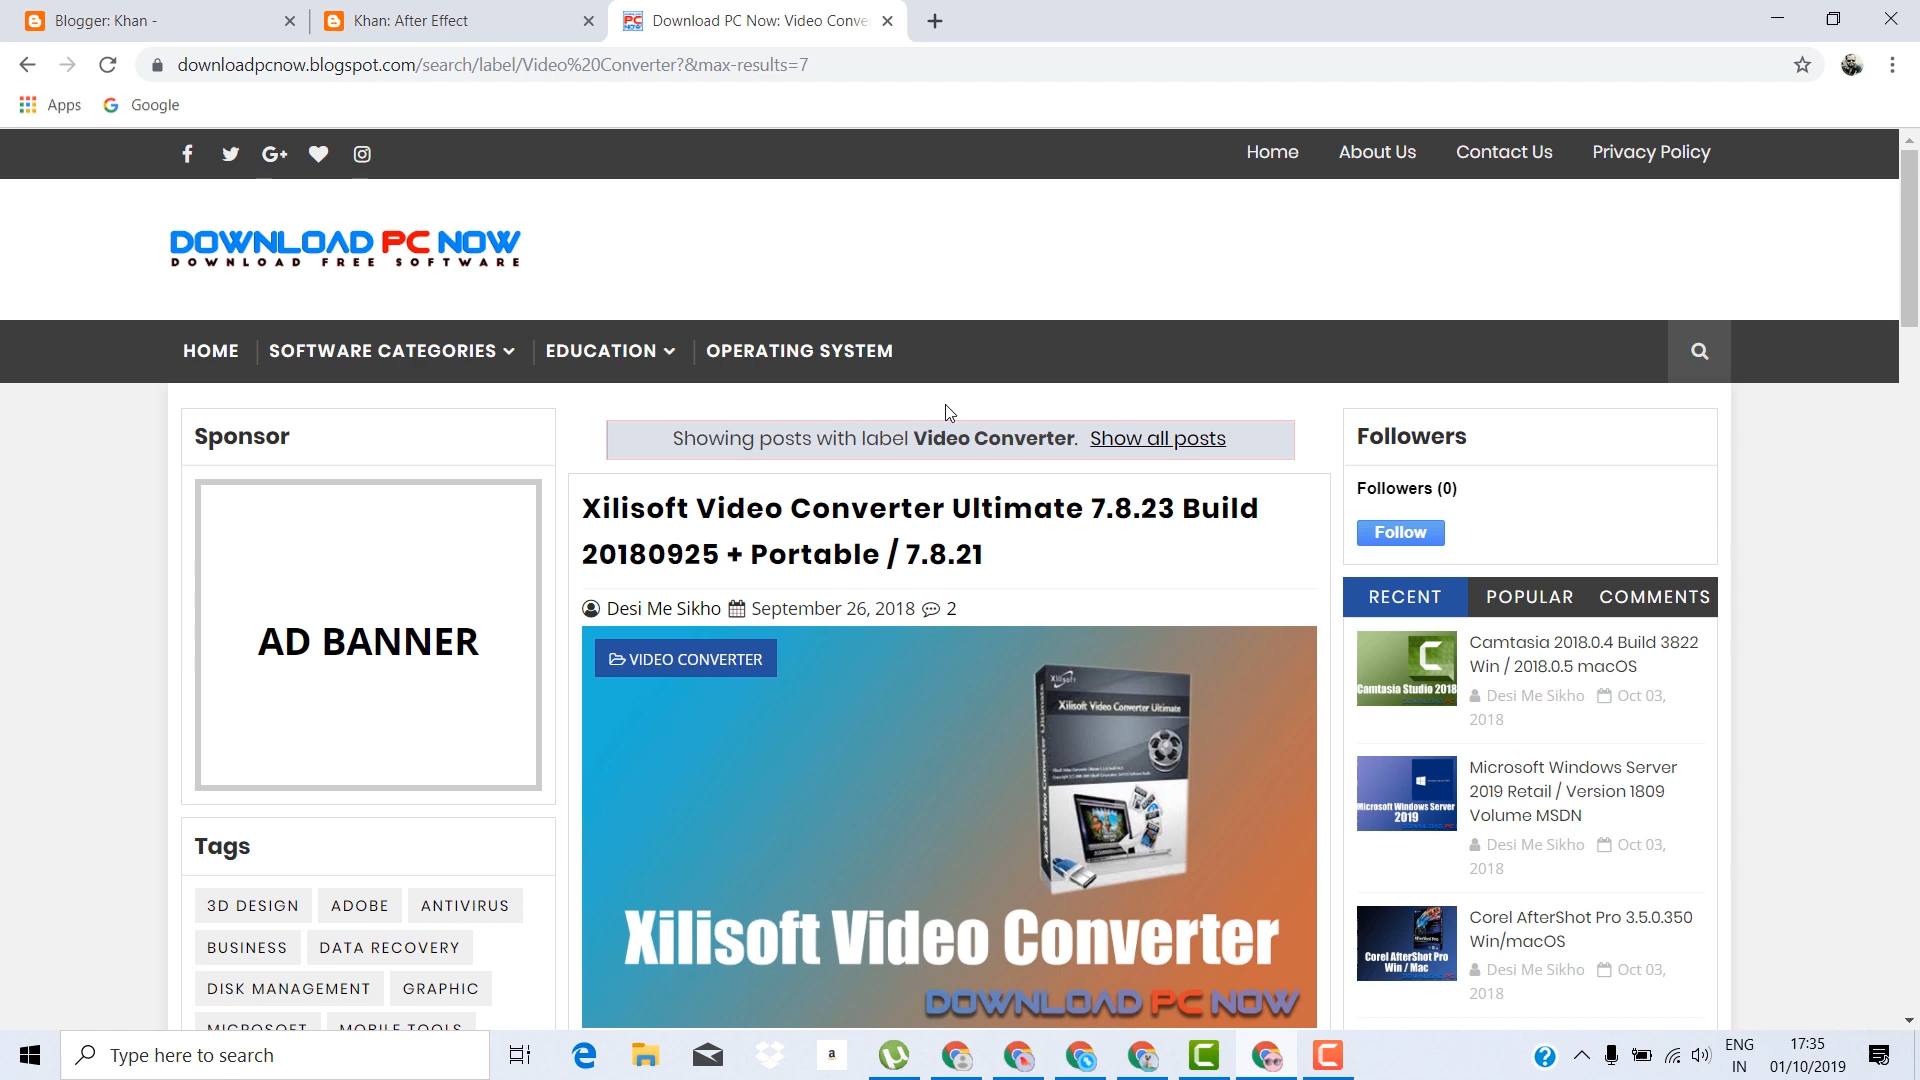 Blogger: Khan -
Khan: After Effect
Download PC Now: Video Conve
downloadpcnow.blogspot.com/search/label/Video%20Converter?&max-results=7
Apps
Google
Home
About Us
Contact Us
Privacy Policy
DOWNLOAD PC NOW
DOWNLOAD FREE SOFTWARE
HOME
SOFTWARE CATEGORIES
EDUCATION
OPERATING SYSTEM
Sponsor
AD BANNER
Tags
3D DESIGN
ADOBE
ANTIVIRUS
BUSINESS
DATA RECOVERY
DISK MANAGEMENT
GRAPHIC
MICROSOFT
MOBILE TOOLS
Showing posts with label Video Converter. Show all posts
Xilisoft Video Converter Ultimate 7.8.23 Build
20180925 + Portable / 7.8.21
Desi Me Sikho September 26, 2018 2
VIDEO CONVERTER
Xilisoft
Xilisoft Video Converter Ultimate
Xilisoft Video Converter
DOWNLOAD PC NOW
Followers
Followers (0)
Follow
RECENT
POPULAR
COMMENTS
Camtasia Studio 2018
Camtasia 2018.0.4 Build 3822
Win / 2018.0.5 macOS
Desi Me Sikho Oct 03,
2018
Microsoft Windows Server
2019
Microsoft Windows Server
2019 Retail / Version 1809
Volume MSDN
Desi Me Sikho Oct 03,
2018
Corel AfterShot Pro
Win / Mac
Corel AfterShot Pro 3.5.0.350
Win/macOS
Desi Me Sikho Oct 03,
2018
Type here to search
ENG
IN
17:35
01/10/2019